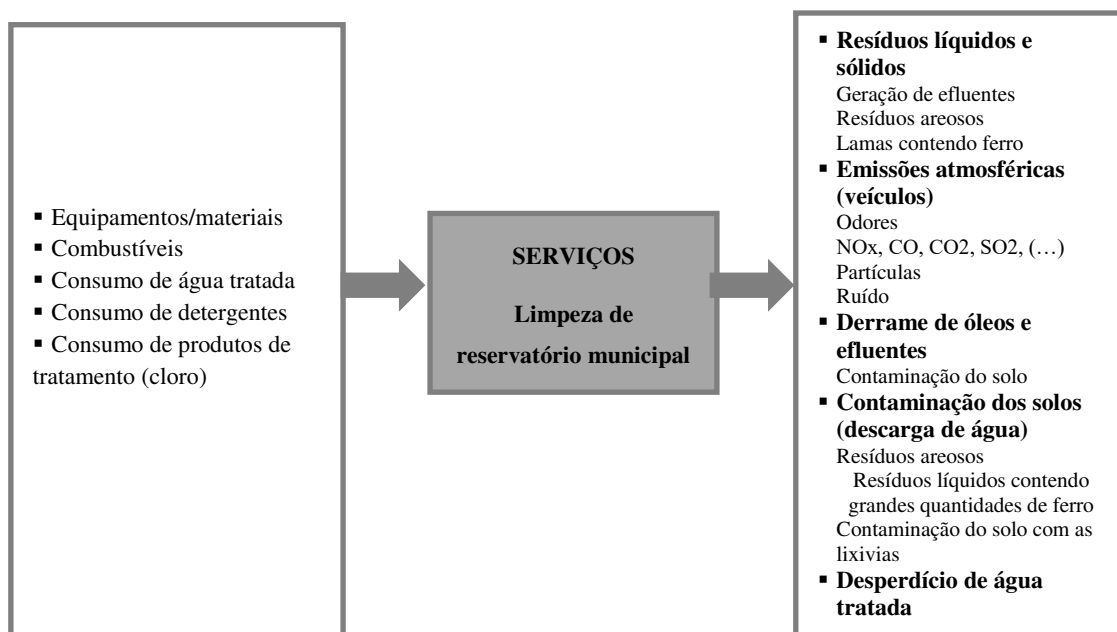 ▪ Equipamentos/materiais
▪ Combustíveis
▪ Consumo de água tratada
▪ Consumo de detergentes
▪ Consumo de produtos de
tratamento (cloro)
SERVIÇOS
Limpeza de
reservatório municipal
▪ Resíduos líquidos e
sólidos
Geração de efluentes
Resíduos areosos
Lamas contendo ferro
▪ Emissões atmosféricas
(veículos)
Odores
NOx, CO, CO2, SO2, (…)
Partículas
Ruído
▪ Derrame de óleos e
efluentes
Contaminação do solo
▪ Contaminação dos solos
(descarga de água)
Resíduos areosos
Resíduos líquidos contendo
grandes quantidades de ferro
Contaminação do solo com as
lixivias
▪ Desperdício de água
tratada